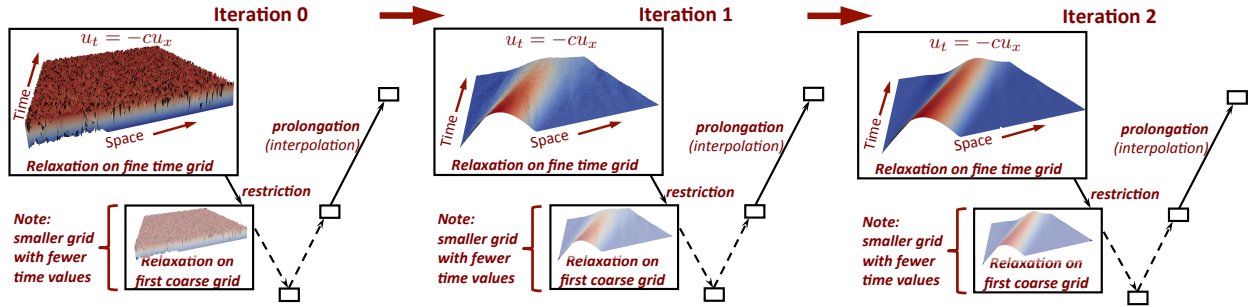 Iteration 0
u_t = −cu_x
Time
Space
Relaxation on fine time grid
prolongation
(interpolation)
restriction
Note:
smaller grid
with fewer
time values
Relaxation on
first coarse grid
Iteration 1
u_t = −cu_x
Time
Space
Relaxation on fine time grid
prolongation
(interpolation)
restriction
Note:
smaller grid
with fewer
time values
Relaxation on
first coarse grid
Iteration 2
u_t = −cu_x
Time
Space
Relaxation on fine time grid
prolongation
(interpolation)
restriction
Note:
smaller grid
with fewer
time values
Relaxation on
first coarse grid